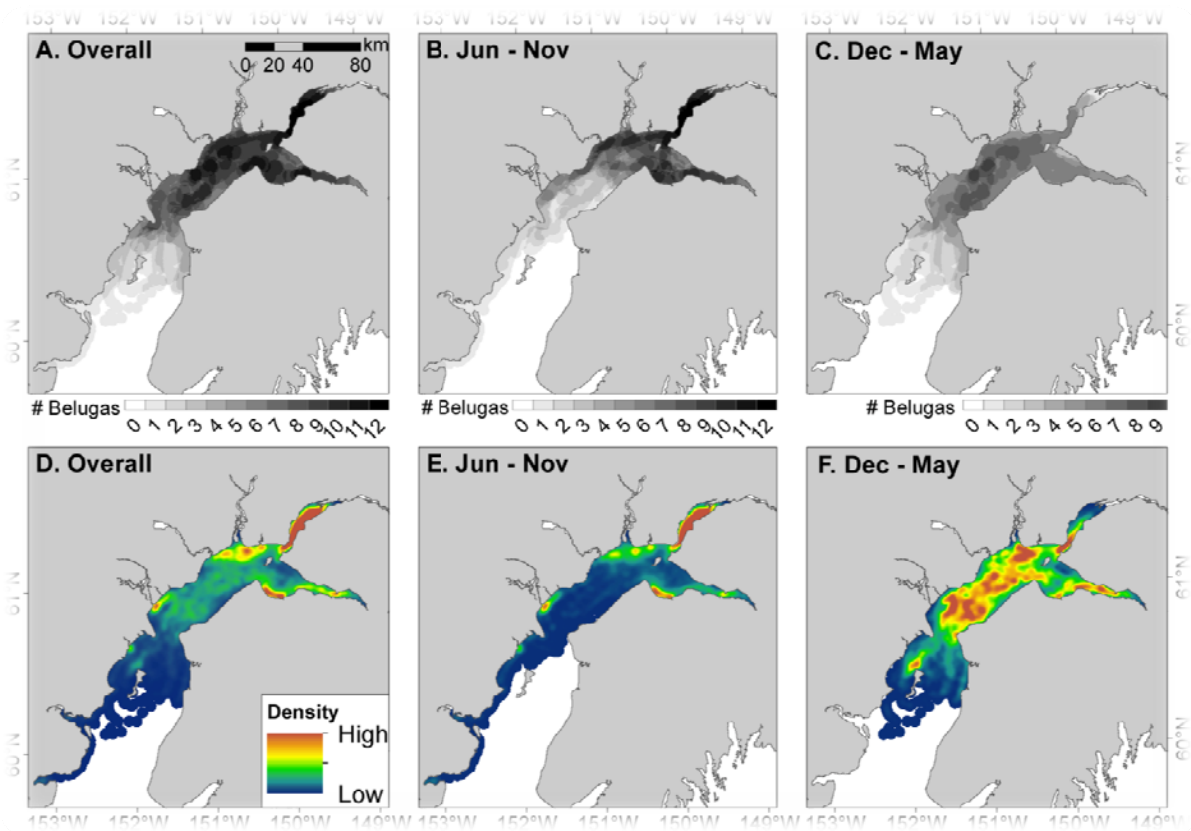 153°W 152°W 151°W 150°W 149°W 153°W 152°W 151°W 150°W 149°W 153°W 152°W 151°W 150°W 149°W
A. Overall
km
0 20 40 80
B. Jun - Nov
C. Dec - May
61°N
61°N
60°N
60°N
# Belugas 0 1 2 3 4 5 6 7 8 9 10 11 12
# Belugas 0 1 2 3 4 5 6 7 8 9 10 11 12
# Belugas 0 1 2 3 4 5 6 7 8 9
D. Overall
E. Jun - Nov
F. Dec - May
61°N
61°N
Density
High
Low
60°N
60°N
153°W 152°W 151°W 150°W 149°W 153°W 152°W 151°W 150°W 149°W 153°W 152°W 151°W 150°W 149°W